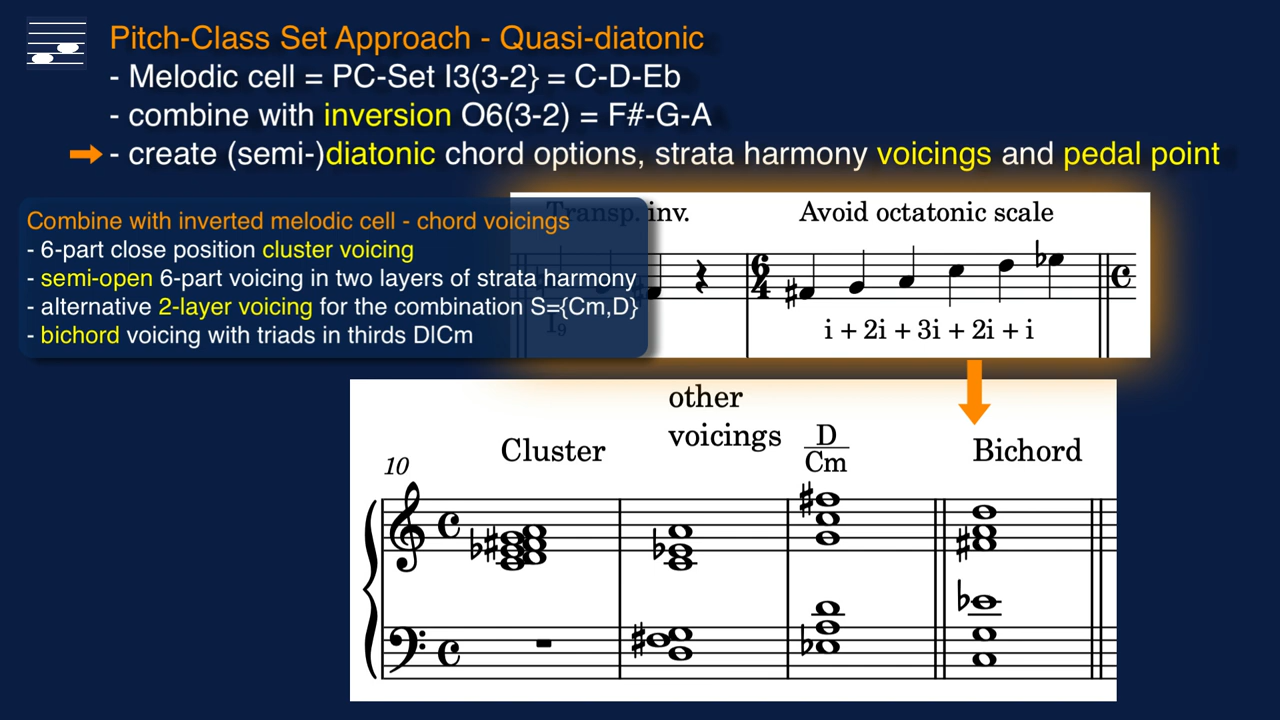 Pitch-Class Set Approach - Quasi-diatonic
- Melodic cell = PC-Set I3(3-2} = C-D-Eb
- combine with inversion O6(3-2) = F#-G-A
- create (semi-)diatonic chord options, strata harmony voicings and pedal point
Transp. inv.
Avoid octatonic scale
Combine with inverted melodic cell - chord voicings
- 6-part close position cluster voicing
- semi-open 6-part voicing in two layers of strata harmony
- alternative 2-layer voicing for the combination S={Cm,D}
- bichord voicing with triads in thirds D|Cm
6
4
I9
i + 2i + 3i + 2i + i
other
voicings
10
Cluster
D
Cm
Bichord